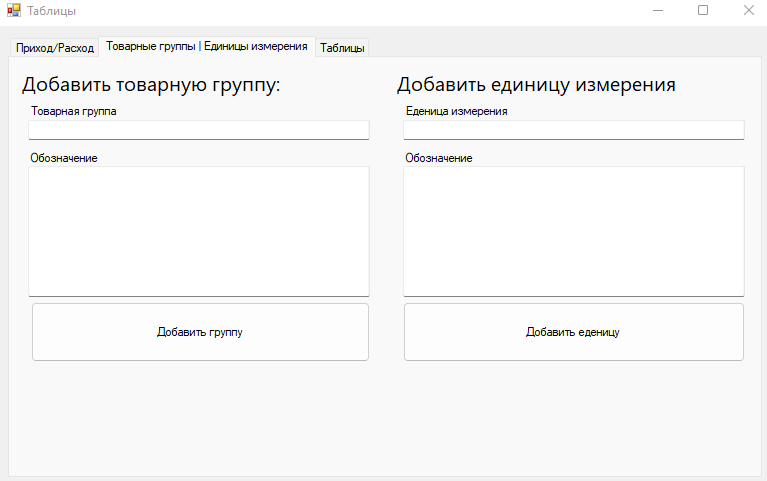 Таблицы
Приход/Расход
Товарные группы | Единицы измерения
Таблицы
Добавить товарную группу:
Товарная группа
Обозначение
Добавить группу
Добавить единицу измерения
Еденица измерения
Обозначение
Добавить еденицу